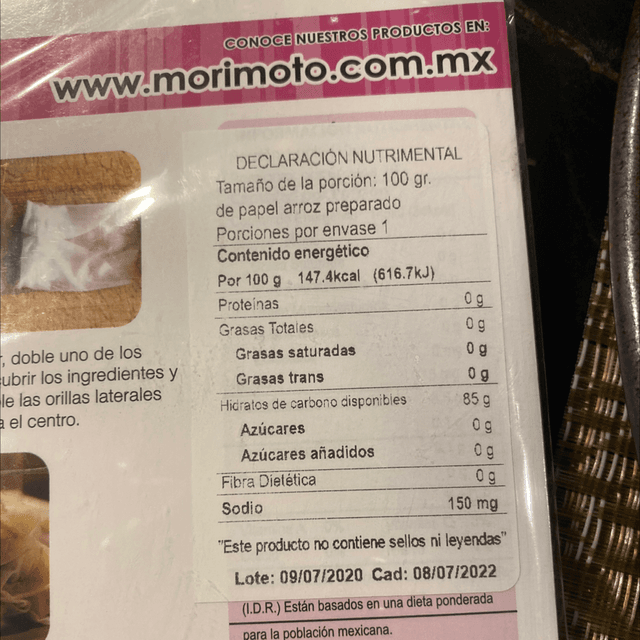 CONOCE NUESTROS PRODUCTOS EN:
www.morimoto.com.mx
DECLARACIÓN NUTRIMENTAL
Tamaño de la porción: 100 gr.
de papel arroz preparado
Porciones por envase 1
Contenido energético
Por 100 g 147.4kcal (616.7kJ)
Proteínas 0 g
Grasas Totales 0 g
Grasas saturadas 0 g
Grasas trans 0 g
Hidratos de carbono disponibles 85 g
Azúcares 0 g
Azúcares añadidos 0 g
Fibra Dietética 0 g
Sodio 150 mg
"Este producto no contiene sellos ni leyendas"
Lote: 09/07/2020 Cad: 08/07/2022
(I.D.R.) Están basados en una dieta ponderada
para la población mexicana.
, doble uno de los
cubrir los ingredientes y
le las orillas laterales
a el centro.